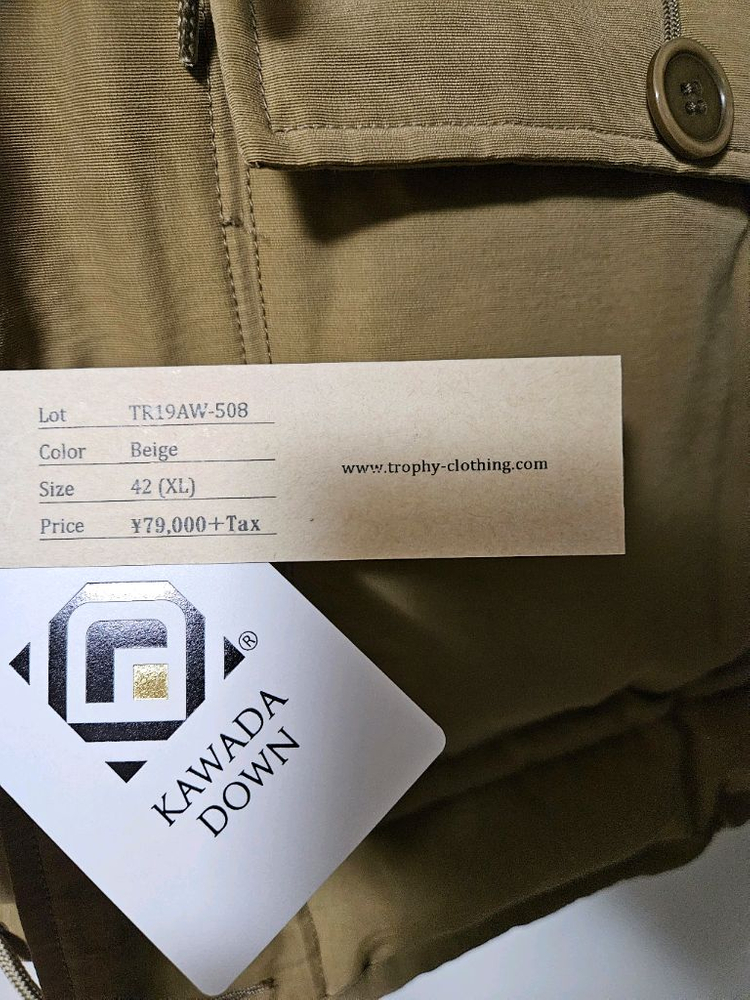 Lot TR19AW-508
Color Beige
Size 42 (XL)
Price ¥79,000+Tax
www.trophy-clothing.com
®
KAWADA
DOWN